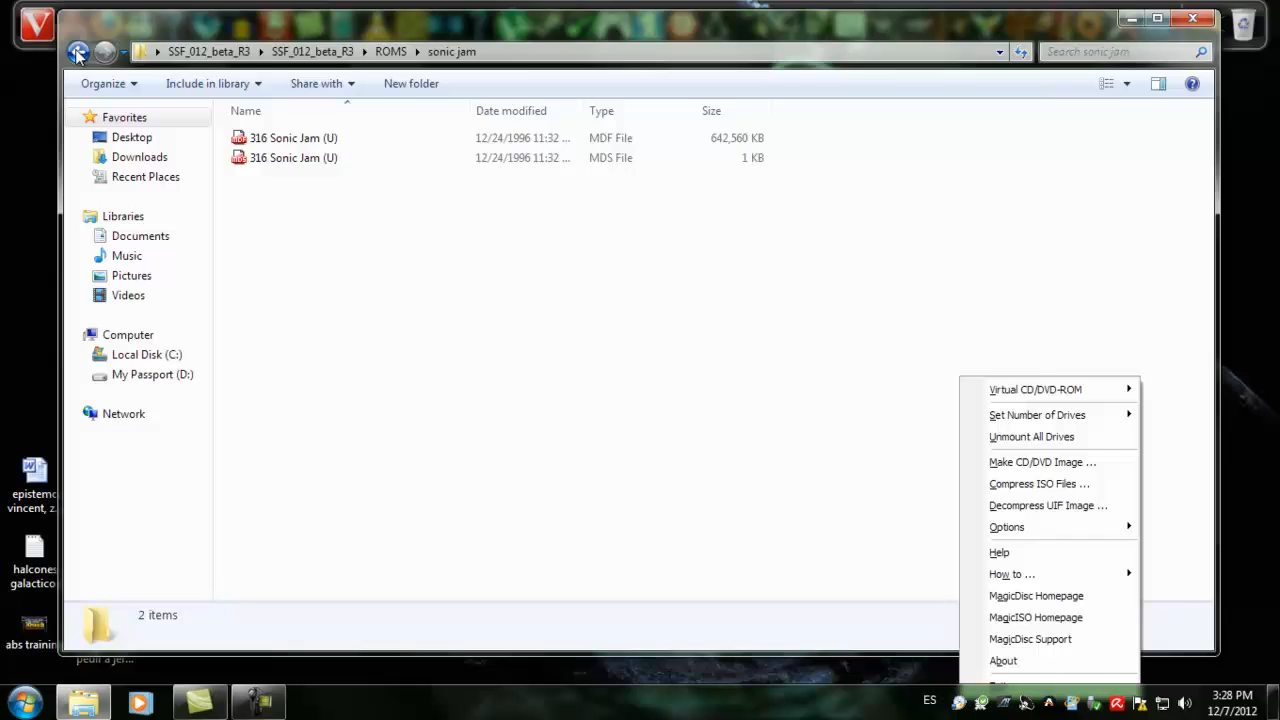 SSF_012_beta_R3 SSF_012_beta_R3 ROMS sonic jam Search sonic jam
Organize Include in library Share with New folder
Name Date modified Type Size
316 Sonic Jam (U) 12/24/1996 11:32 ... MDF File 642,560 KB
316 Sonic Jam (U) 12/24/1996 11:32 ... MDS File 1 KB
Favorites
Desktop
Downloads
Recent Places
Libraries
Documents
Music
Pictures
Videos
Computer
Local Disk (C:)
My Passport (D:)
Network
2 items
Virtual CD/DVD-ROM
Set Number of Drives
Unmount All Drives
Make CD/DVD Image ...
Compress ISO Files ...
Decompress UIF Image ...
Options
Help
How to ...
MagicDisc Homepage
MagicISO Homepage
MagicDisc Support
About
epistemo
vincent, z.
halcones
galactico
abs training
ES
3:28 PM
12/7/2012